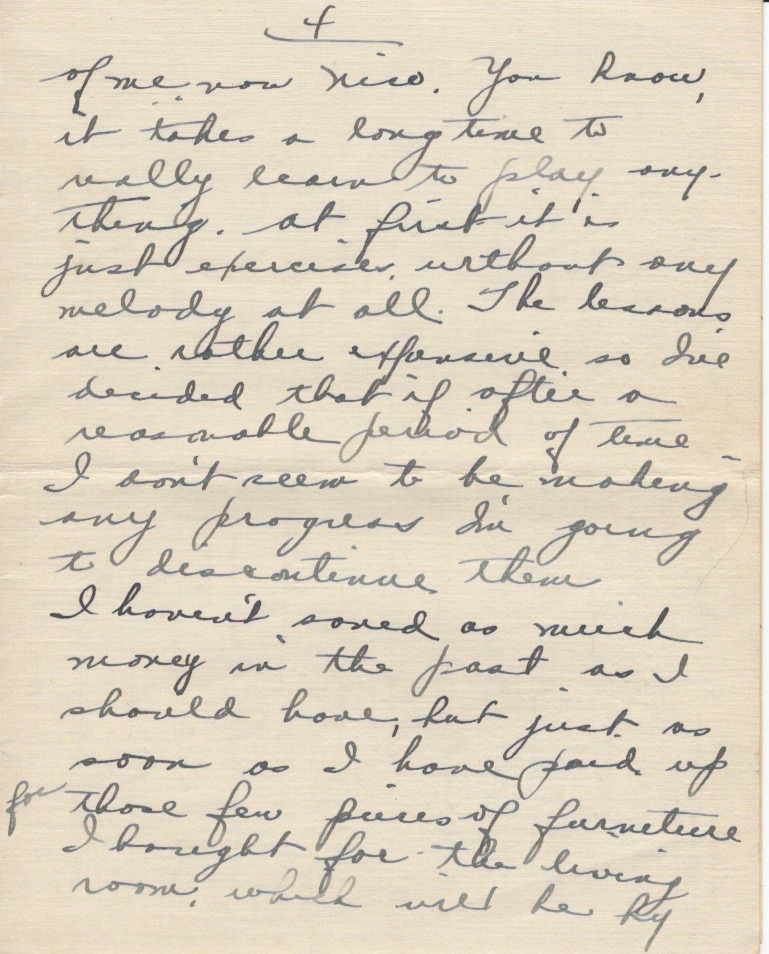 4
of me now Nico. You know,
it takes a long time to
really learn to play any-
thing. at first it is
just exercises, without any
melody at all. The lessons
are rather expensive so I've
decided that if after a
reasonable period of time
I don't seem to be making
any progress I'm going
to discontinue them
I haven't saved as much
money in the past as I
should have, but just as
soon as I have paid up
for those few pieces of furniture
I bought for the living
room, which will be by